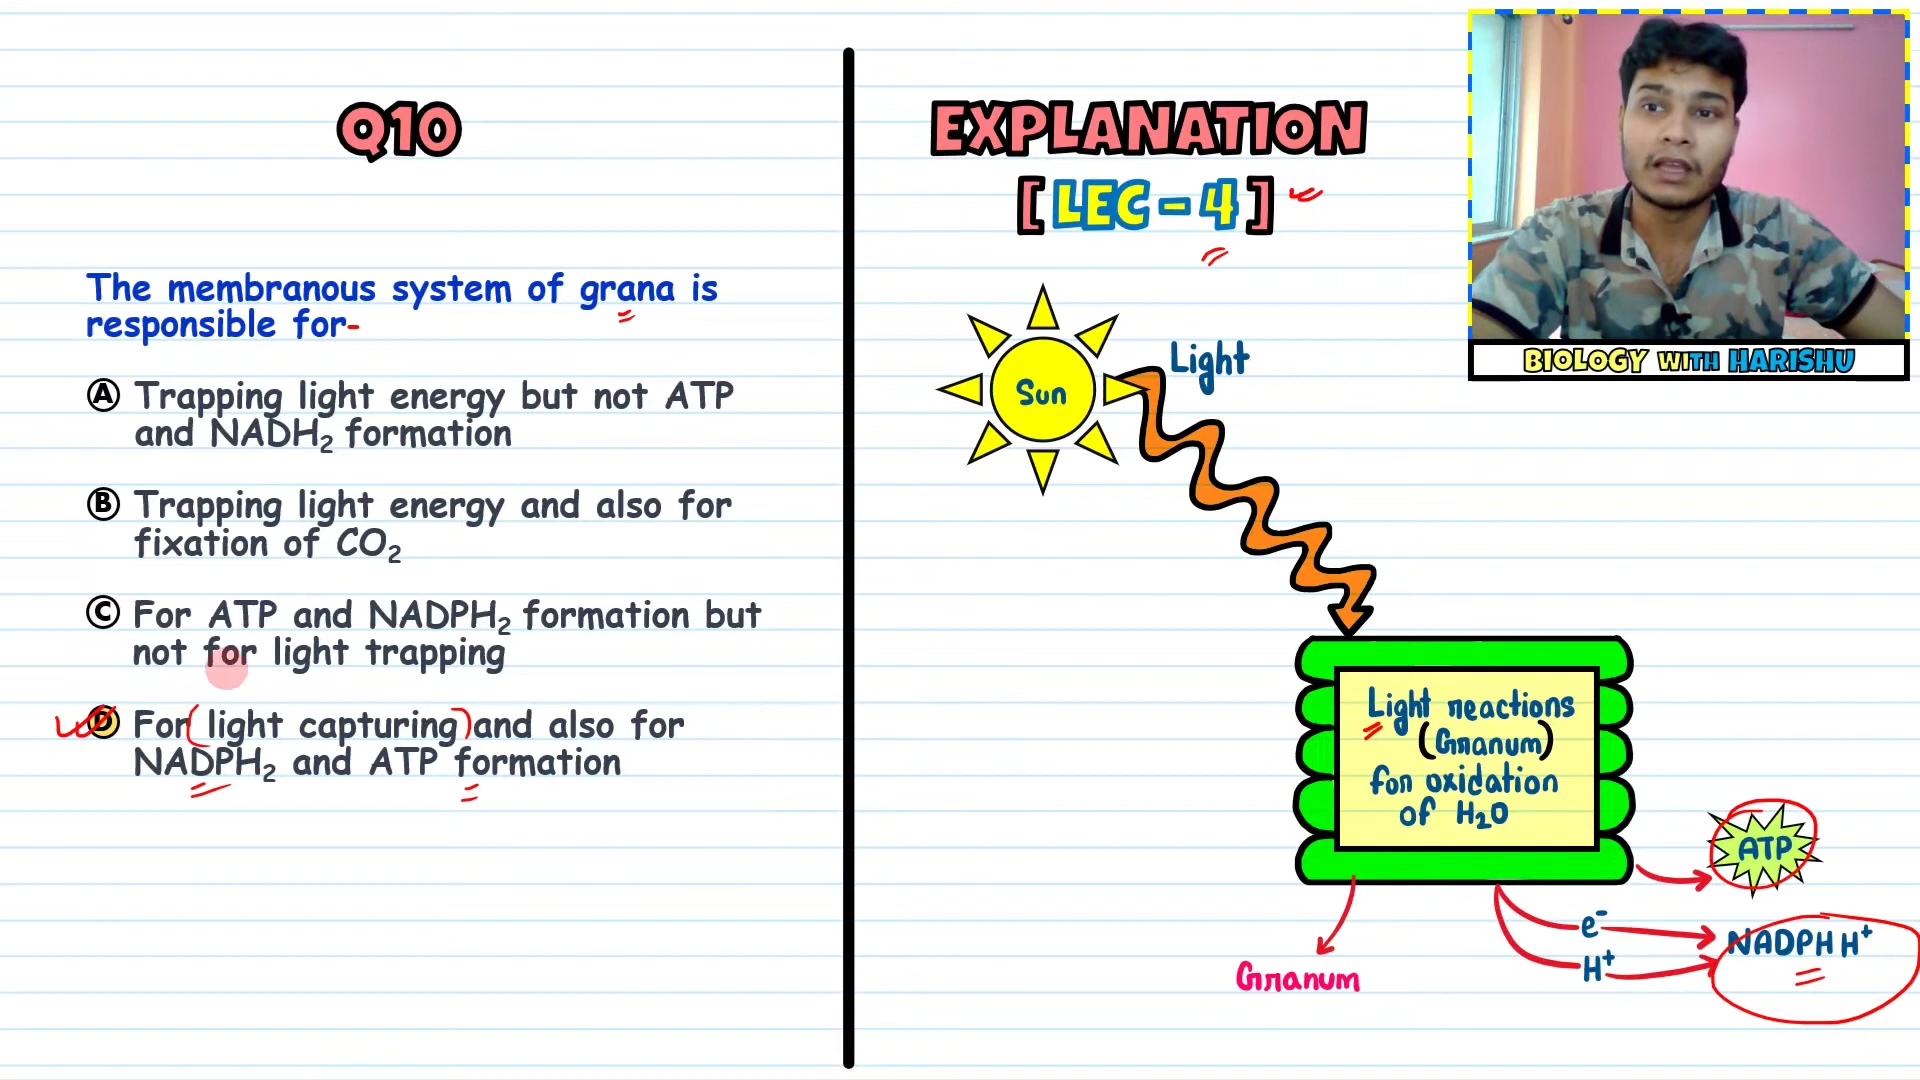 Q10
The membranous system of grana is
responsible for-
A Trapping light energy but not ATP
and NADH₂ formation
B Trapping light energy and also for
fixation of CO₂
C For ATP and NADPH₂ formation but
not for light trapping
D For (light capturing) and also for
NADPH₂ and ATP formation
EXPLANATION
[LEC-4]
Sun
Light
Light reactions
(Granum)
for oxidation
of H₂O
ATP
e⁻
H⁺
NADPH H⁺
Granum
BIOLOGY WITH HARISHU